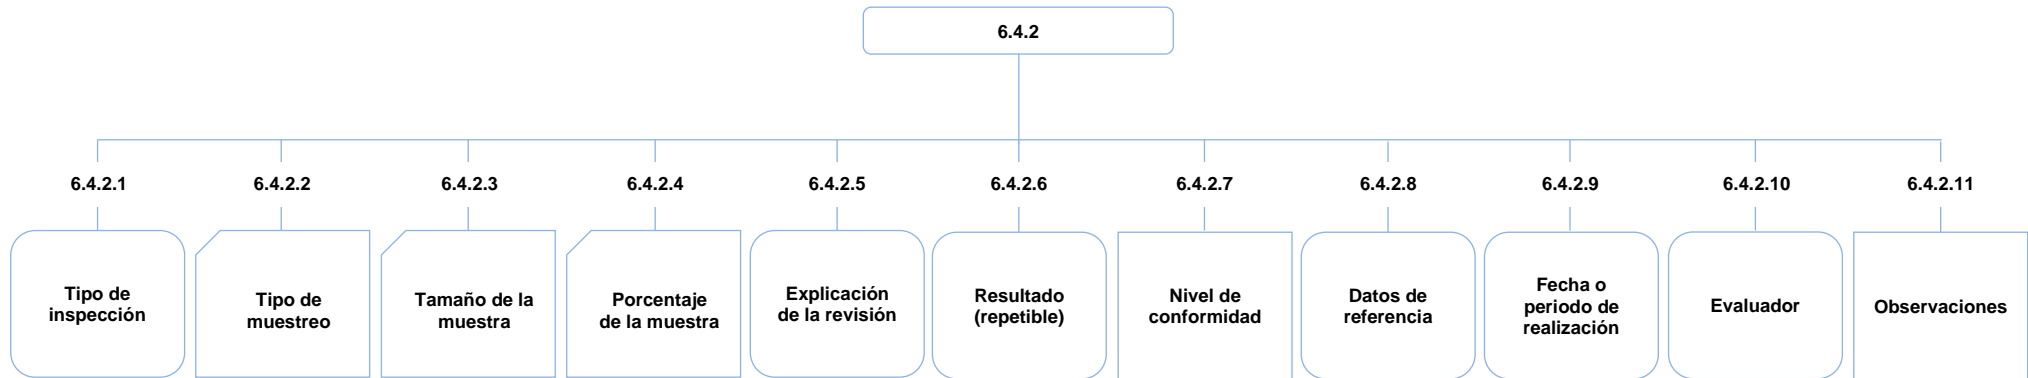 6.4.2
6.4.2.1
6.4.2.2
6.4.2.3
6.4.2.4
6.4.2.5
6.4.2.6
6.4.2.7
6.4.2.8
6.4.2.9
6.4.2.10
6.4.2.11
Tipo de
inspección
Tipo de
muestreo
Tamaño de la
muestra
Porcentaje
de la muestra
Explicación
de la revisión
Resultado
(repetible)
Nivel de
conformidad
Datos de
referencia
Fecha o
periodo de
realización
Evaluador
Observaciones